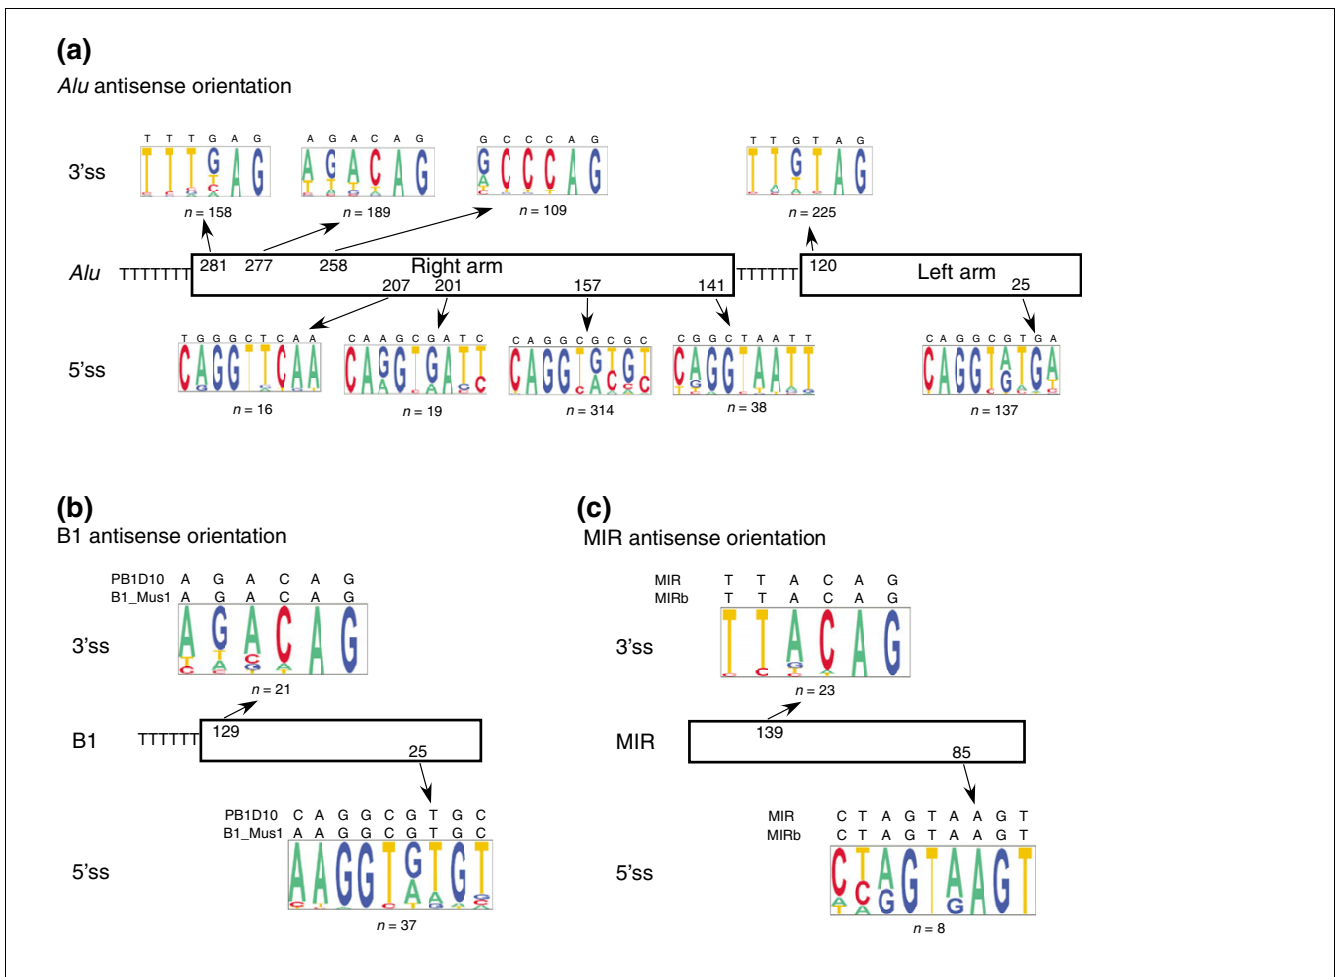 (a)
Alu antisense orientation
T T T G A G
A G A C A G
G C C C A G
T T G T A G
3'ss
n = 158
n = 189
n = 109
n = 225
Alu
TTTTTTT
281
277
258
Right arm
207
201
157
141
TTTTTT
120
Left arm
25
T G G G C T C A A
C A A G C G A T C
C A G G C G C G C
C G G C T A A T T
C A G G C G T G A
5'ss
n = 16
n = 19
n = 314
n = 38
n = 137
(b)
B1 antisense orientation
PB1D10 A G A C A G
B1_Mus1 A G A C A G
3'ss
n = 21
B1
TTTTTT
129
25
PB1D10 C A G G C G T G C
B1_Mus1 A A G G C G T G C
5'ss
n = 37
(c)
MIR antisense orientation
MIR T T A C A G
MIRb T T A C A G
3'ss
n = 23
MIR
139
85
MIR C T A G T A A G T
MIRb C T A G T A A G T
5'ss
n = 8